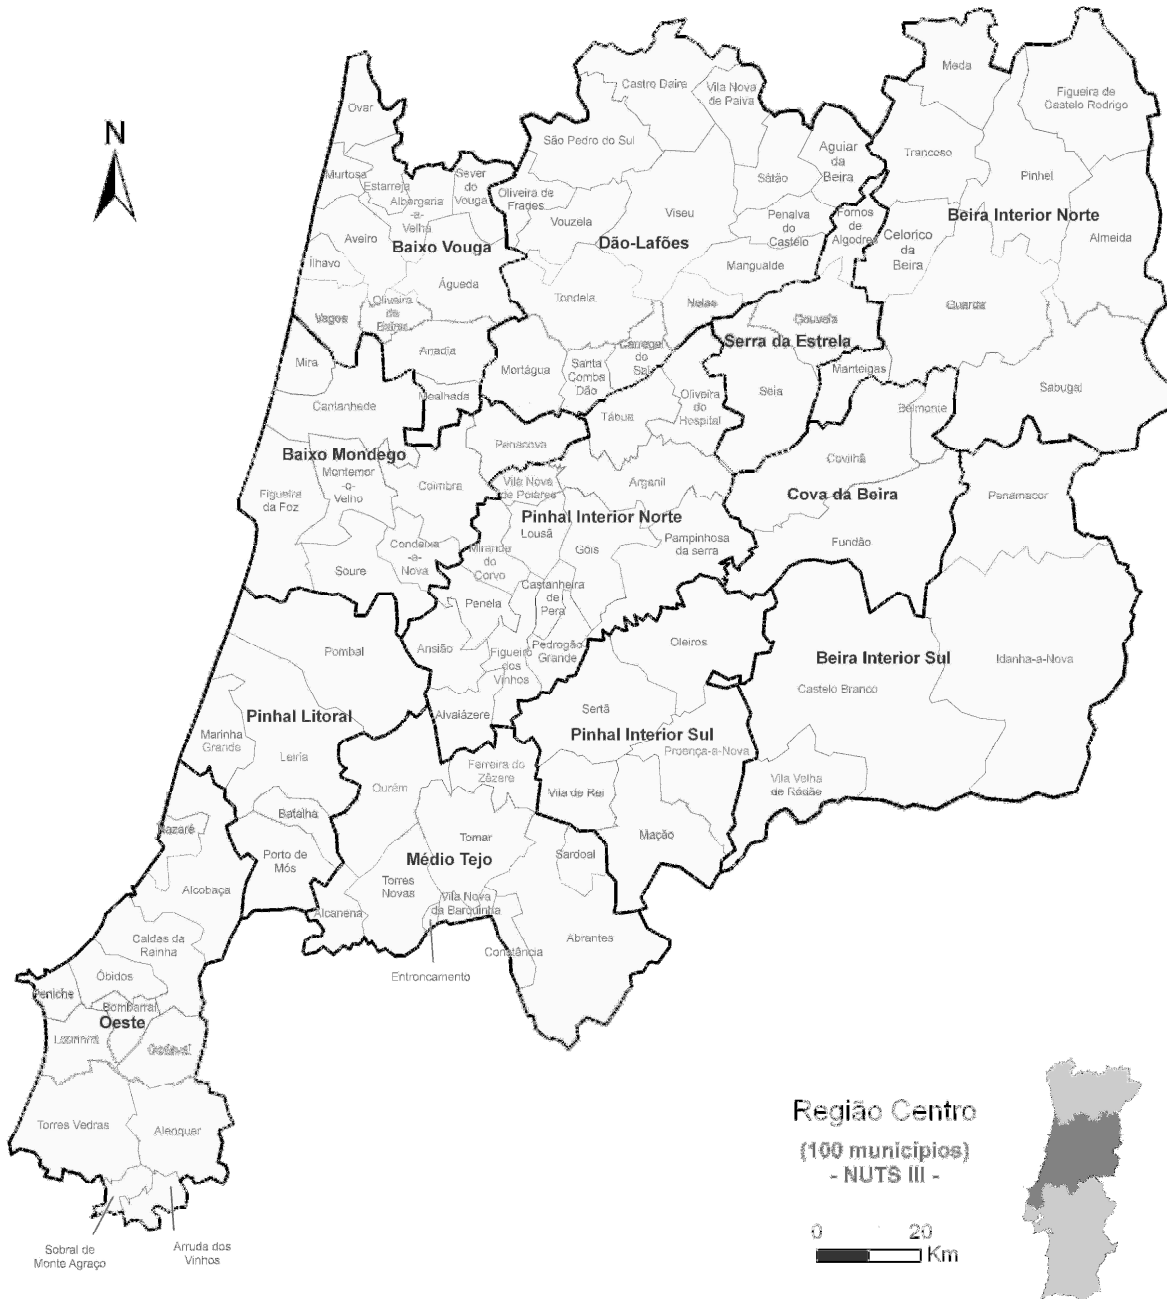 Meda
Castro Daire
Vila Nova
de Paiva
Figueira de
Castelo Rodrigo
Ovar
N
São Pedro do Sul
Aguiar
da
Beira
Trancoso
Murtosa
Estarreja
Sever
do
Vouga
Albergaria
-a-
Velha
Oliveira de
Frades
Sátão
Pinhel
Vouzela
Viseu
Penalva
do
Castelo
Fornos
de
Algodres
Beira Interior Norte
Aveiro
Baixo Vouga
Dão-Lafões
Celorico
da
Beira
Almeida
Ílhavo
Mangualde
Águeda
Vagos
Oliveira
do
Bairro
Tondela
Nelas
Gouveia
Guarda
Serra da Estrela
Anadia
Mira
Mortágua
Santa
Comba
Dão
Carregal
do
Sal
Manteigas
Seia
Sabugal
Mealhada
Cantanhede
Oliveira
do
Hospital
Tábua
Belmonte
Penacova
Baixo Mondego
Covilhã
Montemor
-o-
Velho
Coimbra
Vila Nova
de Poiares
Arganil
Cova da Beira
Penamacor
Figueira
da Foz
Pinhal Interior Norte
Lousã
Góis
Pampilhosa
da serra
Fundão
Condeixa
-a-
Nova
Miranda
do
Corvo
Soure
Castanheira
de
Pera
Penela
Ansião
Pedrogão
Grande
Figueiró
dos
Vinhos
Oleiros
Pombal
Beira Interior Sul
Idanha-a-Nova
Castelo Branco
Alvaiázere
Sertã
Pinhal Litoral
Pinhal Interior Sul
Marinha
Grande
Leiria
Proença-a-Nova
Ferreira do
Zêzere
Ourém
Vila de Rei
Vila Velha
de Ródão
Batalha
Nazaré
Tomar
Mação
Porto de
Mós
Médio Tejo
Sardoal
Alcobaça
Torres
Novas
Vila Nova
da Barquinha
Alcanena
Caldas da
Rainha
Abrantes
Constância
Entroncamento
Óbidos
Peniche
Bombarral
Oeste
Lourinhã
Cadaval
Torres Vedras
Alenquer
Sobral de
Monte Agraço
Arruda dos
Vinhos
Região Centro
(100 municípios)
- NUTS III -
0 20
Km